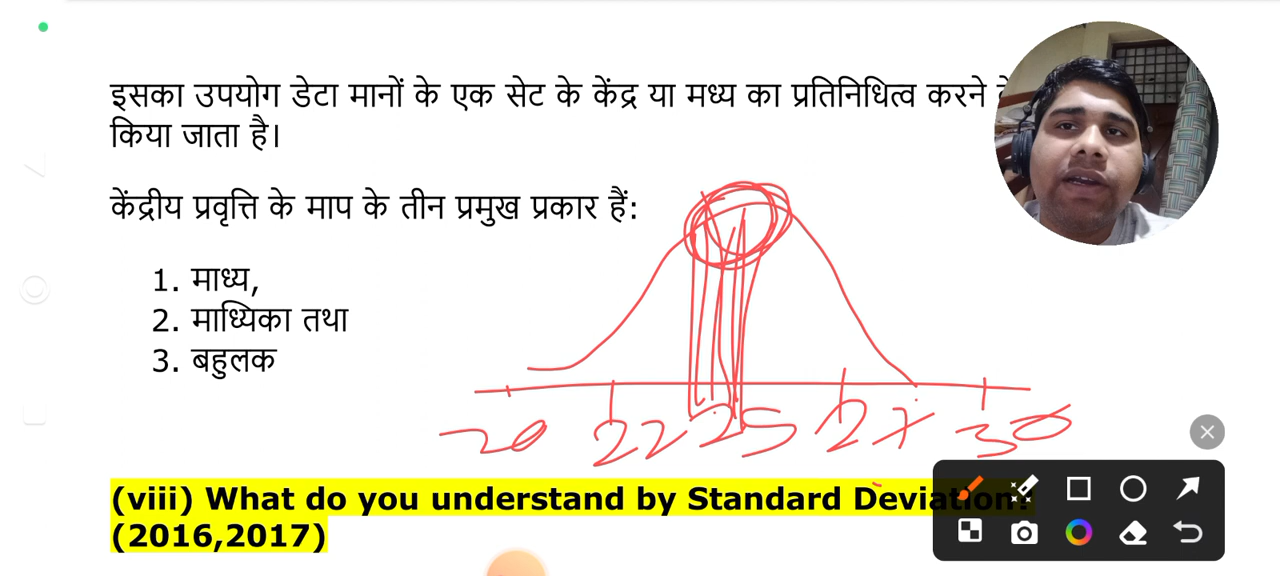 इसका उपयोग डेटा मानों के एक सेट के केंद्र या मध्य का प्रतिनिधित्व करने
किया जाता है।
केंद्रीय प्रवृत्ति के माप के तीन प्रमुख प्रकार हैं:
1. माध्य,
2. माध्यिका तथा
3. बहुलक
20 22 25 27 30
(viii) What do you understand by Standard Deviation?
(2016,2017)